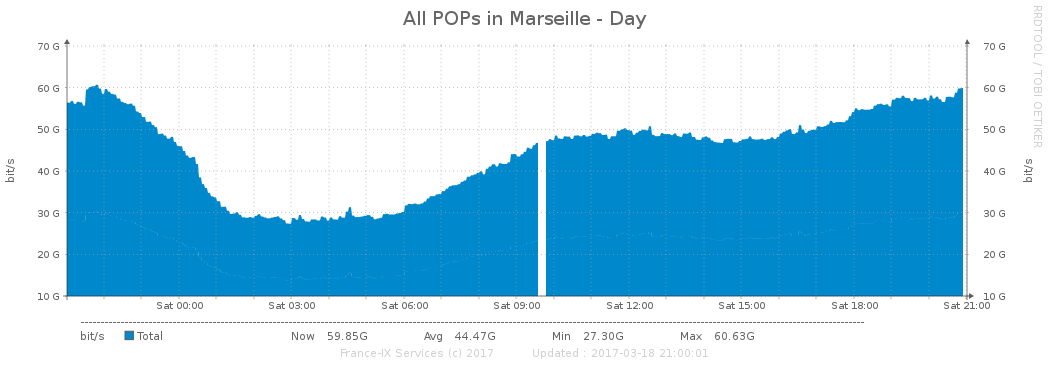 All POPs in Marseille - Day
RRDTOOL / TOBI OETIKER
70 G 70 G
60 G 60 G
50 G 50 G
40 G 40 G
30 G 30 G
20 G 20 G
10 G 10 G
bit/s bit/s
Sat 00:00 Sat 03:00 Sat 06:00 Sat 09:00 Sat 12:00 Sat 15:00 Sat 18:00 Sat 21:00
bit/s Total Now 59.85G Avg 44.47G Min 27.30G Max 60.63G
France-IX Services (c) 2017 Updated : 2017-03-18 21:00:01